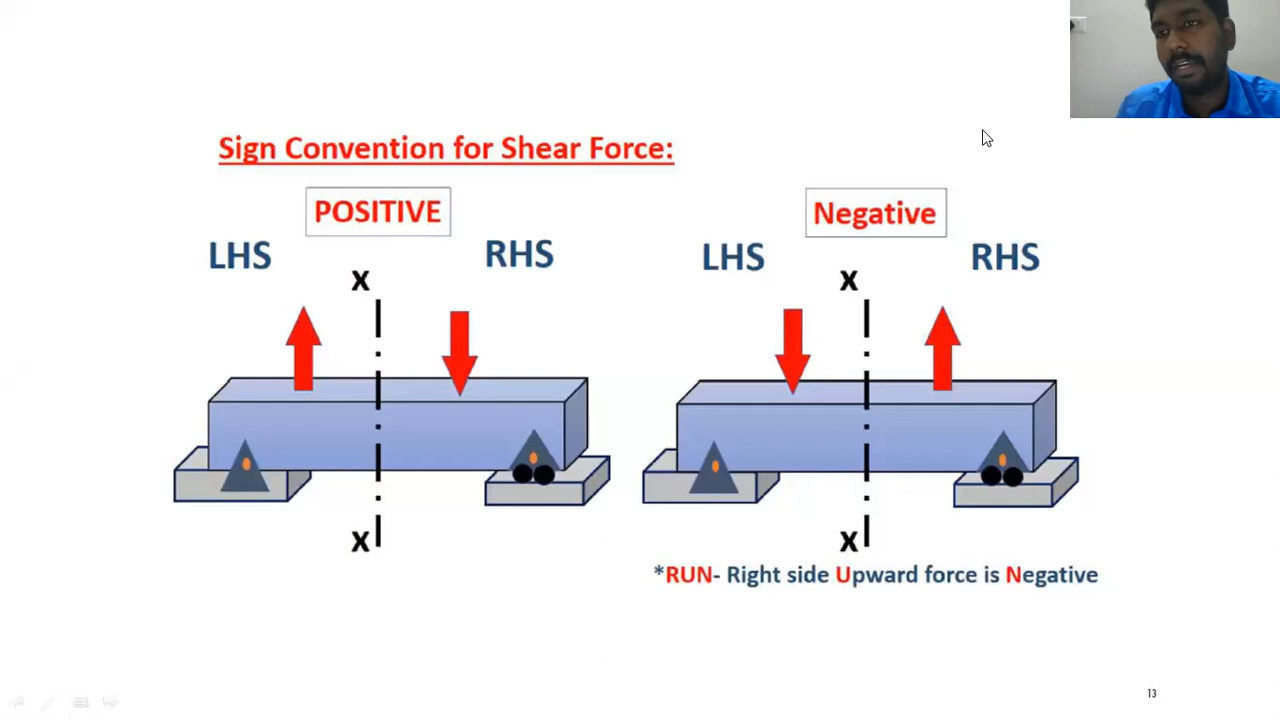 Sign Convention for Shear Force:
POSITIVE
Negative
LHS
RHS
LHS
RHS
x
x
x
x
*RUN- Right side Upward force is Negative
13